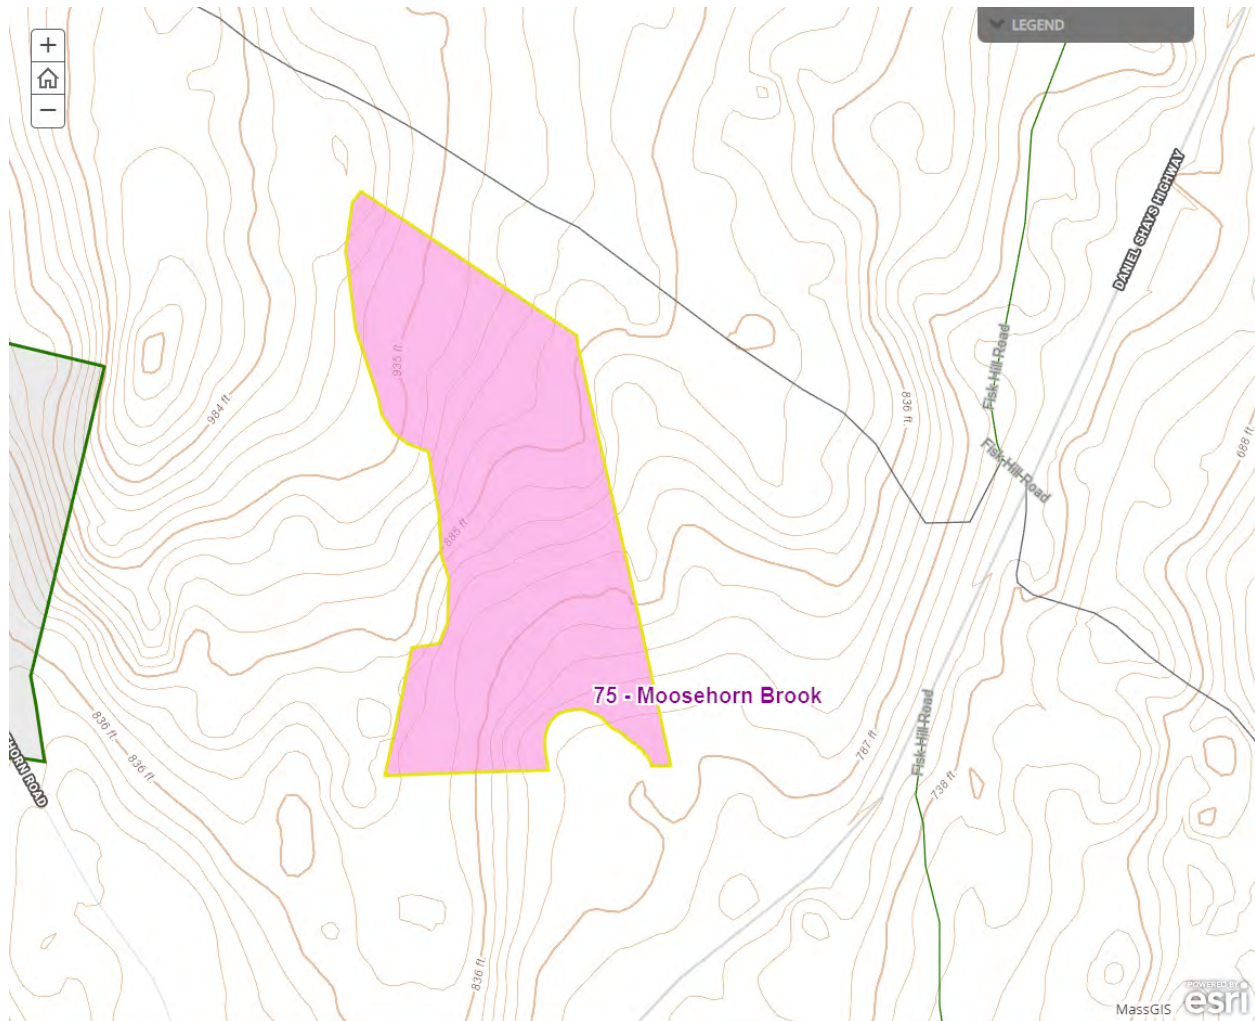 LEGEND
DANIEL SHAYS HIGHWAY
935 ft.
Fisk-Hill-Road
984 ft.
836 ft.
688 ft.
Fisk-Hill-Road
885 ft.
75 - Moosehorn Brook
836 ft.
836 ft.
787 ft.
Fisk-Hill-Road
738 ft.
HORN ROAD
836 ft.
MassGIS
POWERED BY
esri